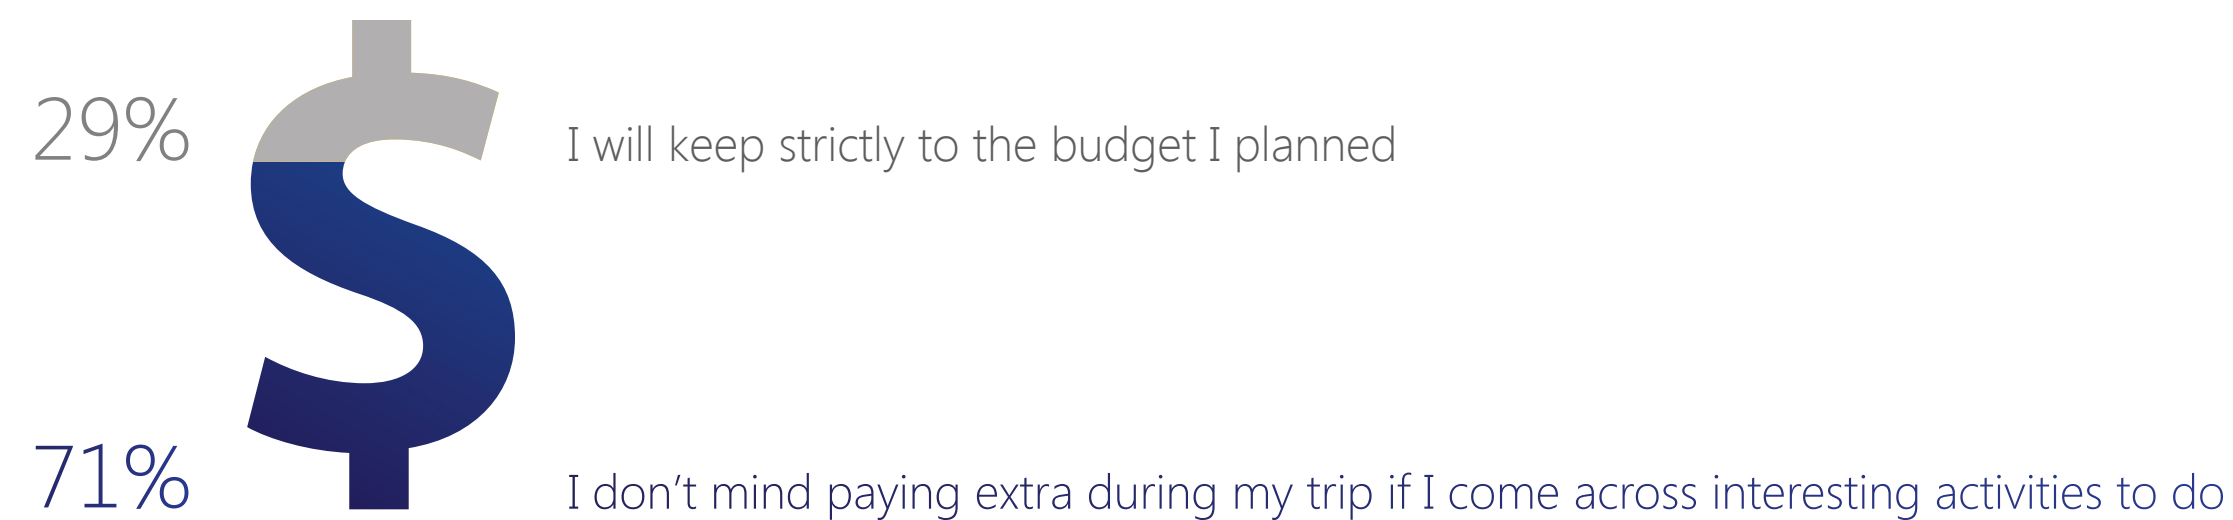 29%
I will keep strictly to the budget I planned
$
71%
I don’t mind paying extra during my trip if I come across interesting activities to do